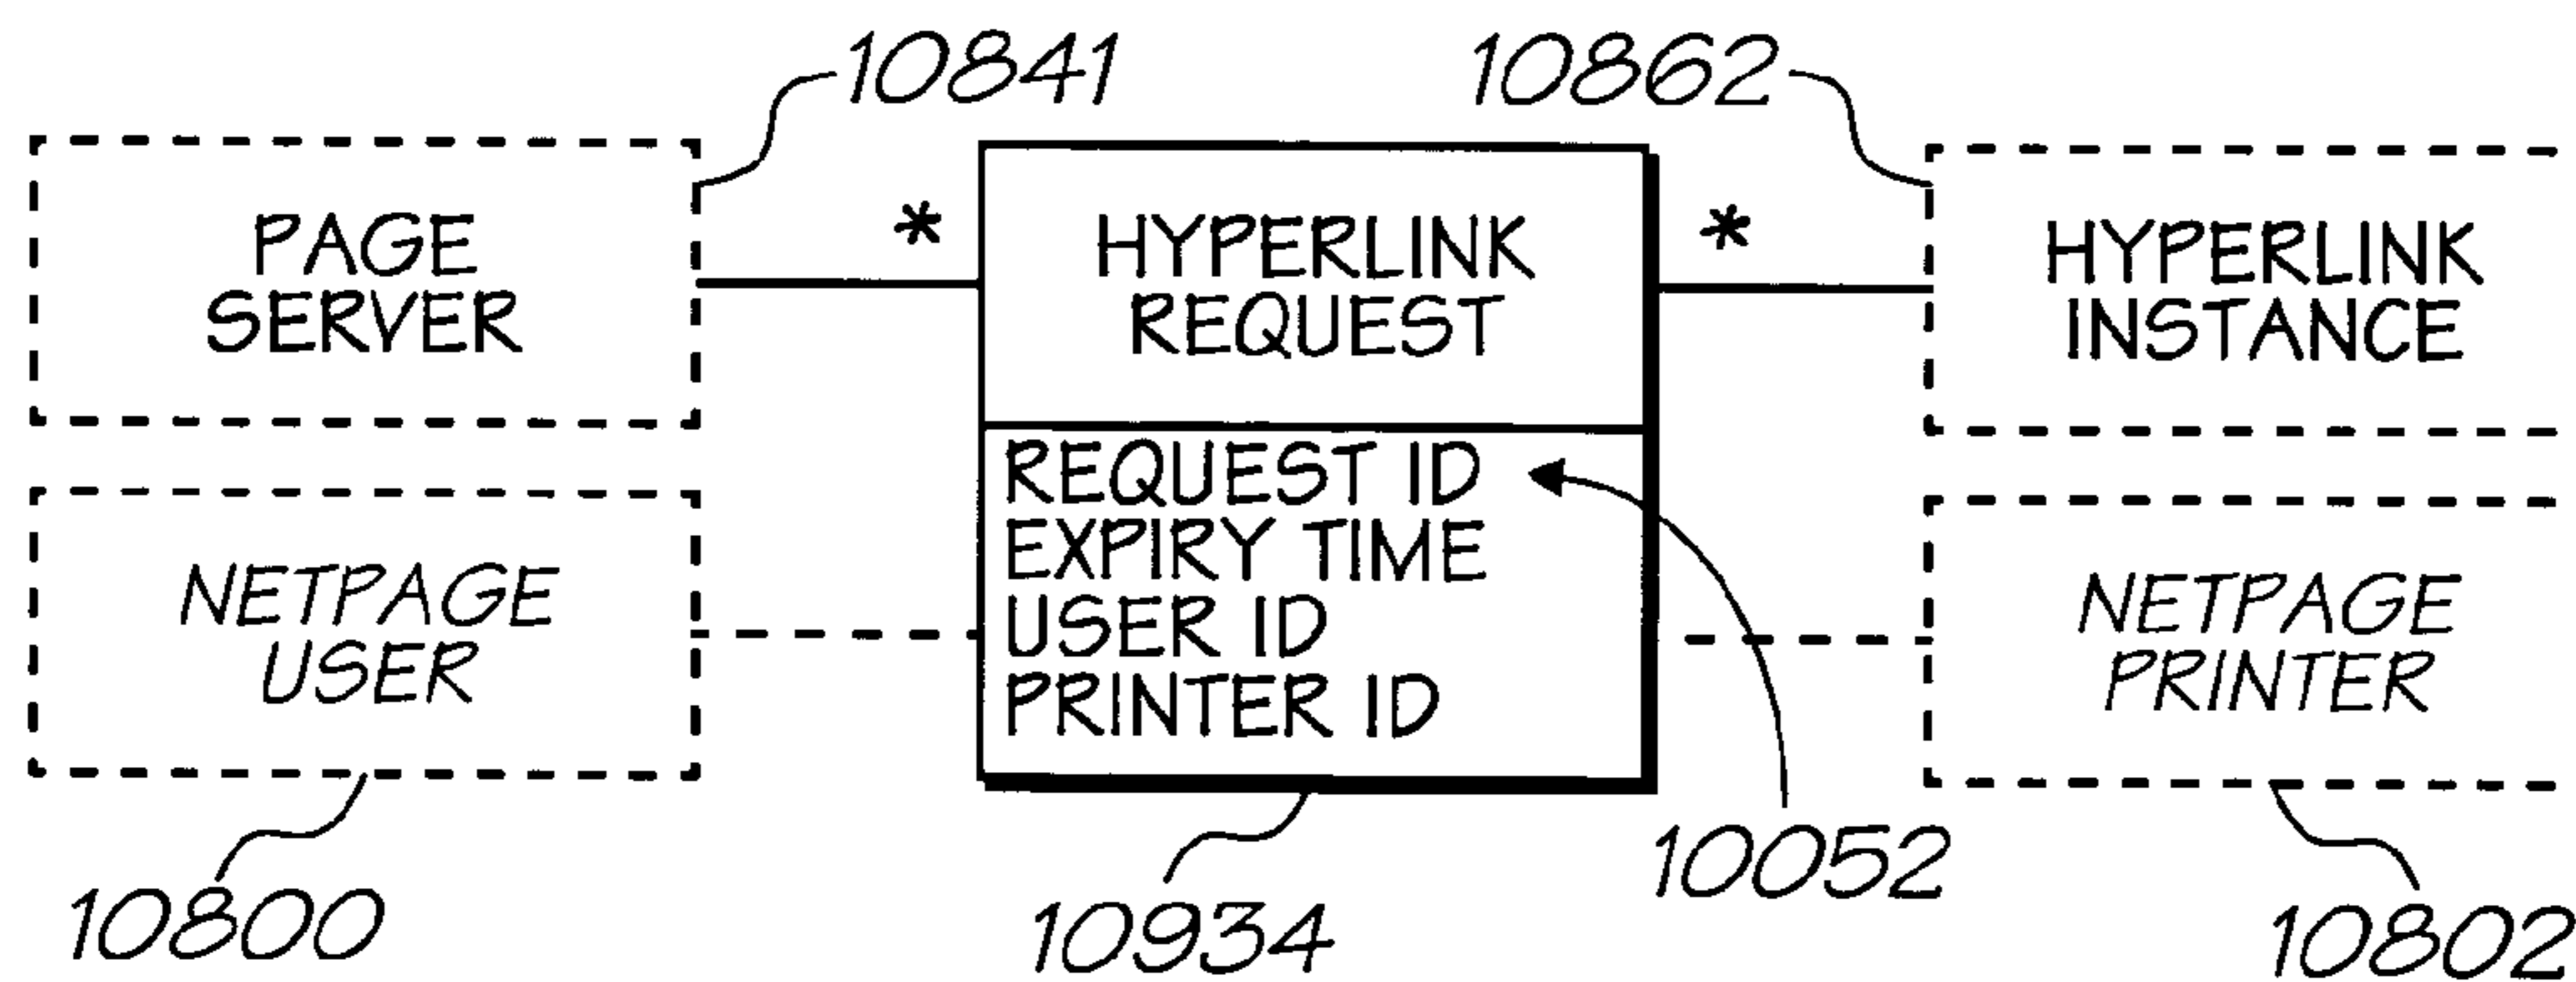 10841
10862
PAGE
SERVER
*
HYPERLINK
REQUEST
*
HYPERLINK
INSTANCE
REQUEST ID
EXPIRY TIME
USER ID
PRINTER ID
NETPAGE
USER
NETPAGE
PRINTER
10800
10934
10052
10802